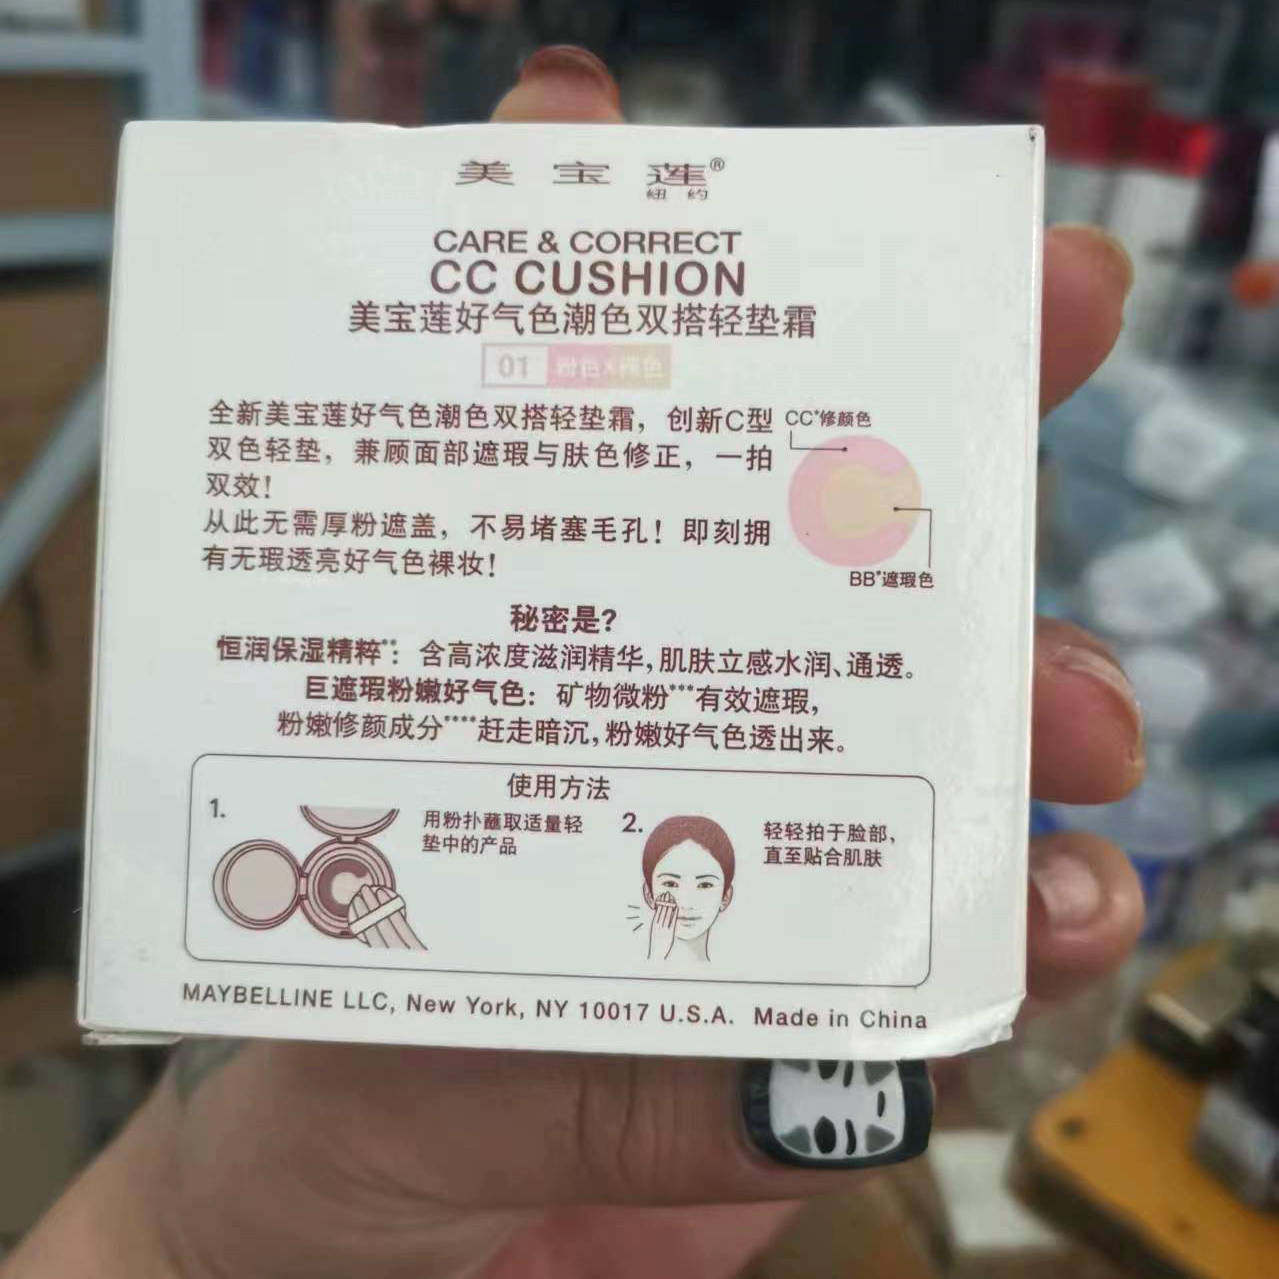 美宝莲®
纽约
CARE & CORRECT
CC CUSHION
美宝莲好气色潮色双搭轻垫霜
01 粉色×裸色
全新美宝莲好气色潮色双搭轻垫霜，创新C型
双色轻垫，兼顾面部遮瑕与肤色修正，一拍
双效！
从此无需厚粉遮盖，不易堵塞毛孔！即刻拥
有无瑕透亮好气色裸妆！
CC*修颜色
BB*遮瑕色
秘密是？
恒润保湿精粹**：含高浓度滋润精华，肌肤立感水润、通透。
巨遮瑕粉嫩好气色：矿物微粉***有效遮瑕，
粉嫩修颜成分****赶走暗沉，粉嫩好气色透出来。
使用方法
1.
用粉扑蘸取适量轻
垫中的产品
2.
轻轻拍于脸部，
直至贴合肌肤
MAYBELLINE LLC, New York, NY 10017 U.S.A. Made in China